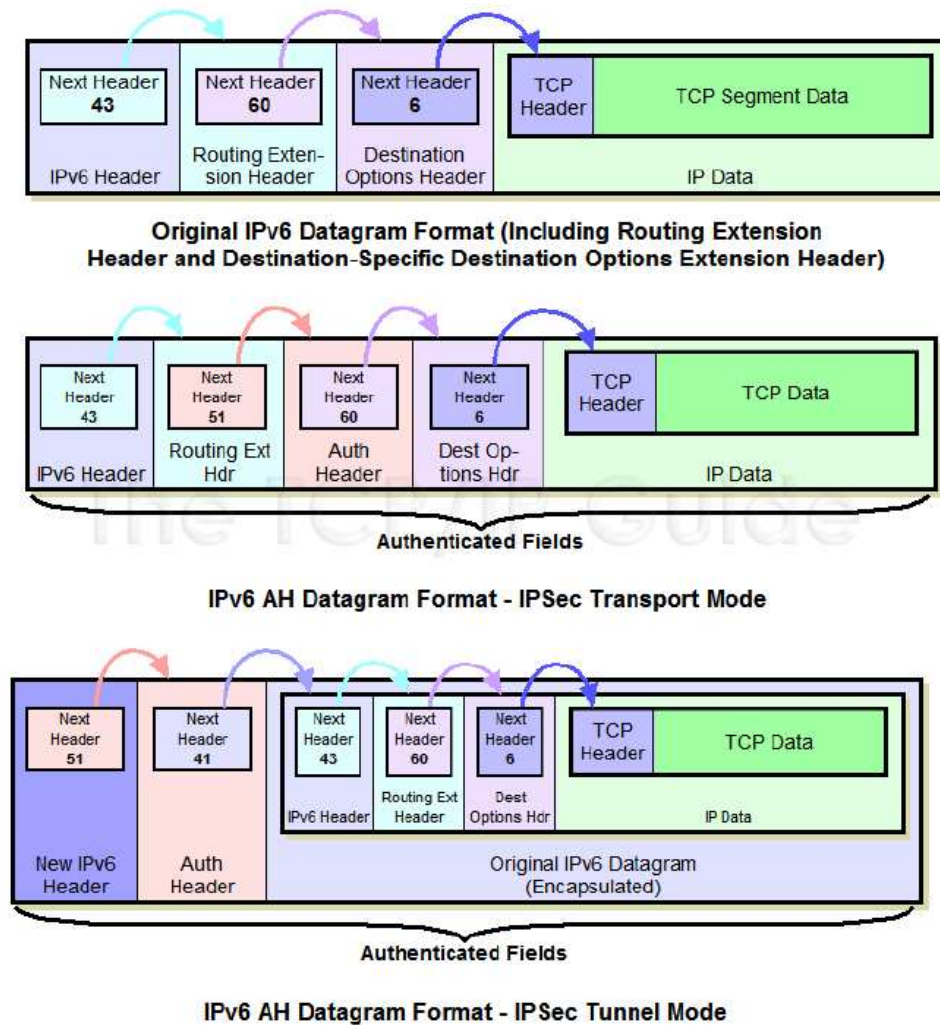 Next Header
43
Next Header
60
Next Header
6
TCP
Header
TCP Segment Data
IPv6 Header
Routing Exten-
sion Header
Destination
Options Header
IP Data
Original IPv6 Datagram Format (Including Routing Extension
Header and Destination-Specific Destination Options Extension Header)
Next
Header
43
Next
Header
51
Next
Header
60
Next
Header
6
TCP
Header
TCP Data
IPv6 Header
Routing Ext
Hdr
Auth
Header
Dest Op-
tions Hdr
IP Data
The TCP/IP Guide
Authenticated Fields
IPv6 AH Datagram Format - IPSec Transport Mode
Next
Header
51
Next
Header
41
Next
Header
43
Next
Header
60
Next
Header
6
TCP
Header
TCP Data
IPv6 Header
Routing Ext
Header
Dest
Options Hdr
IP Data
New IPv6
Header
Auth
Header
Original IPv6 Datagram
(Encapsulated)
Authenticated Fields
IPv6 AH Datagram Format - IPSec Tunnel Mode